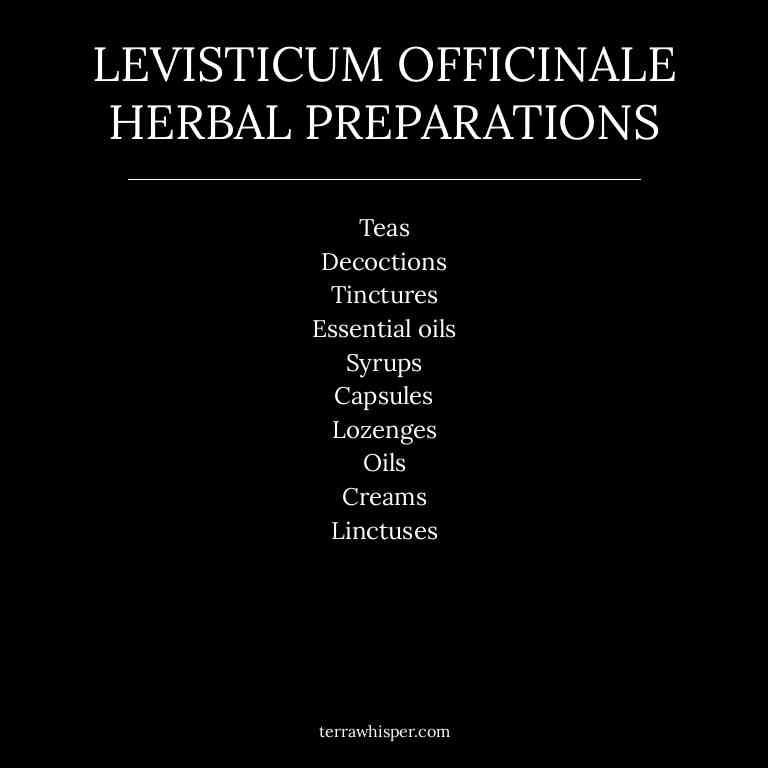 LEVISTICUM OFFICINALE
HERBAL PREPARATIONS
Teas
Decoctions
Tinctures
Essential oils
Syrups
Capsules
Lozenges
Oils
Creams
Linctuses
terrawhisper.com